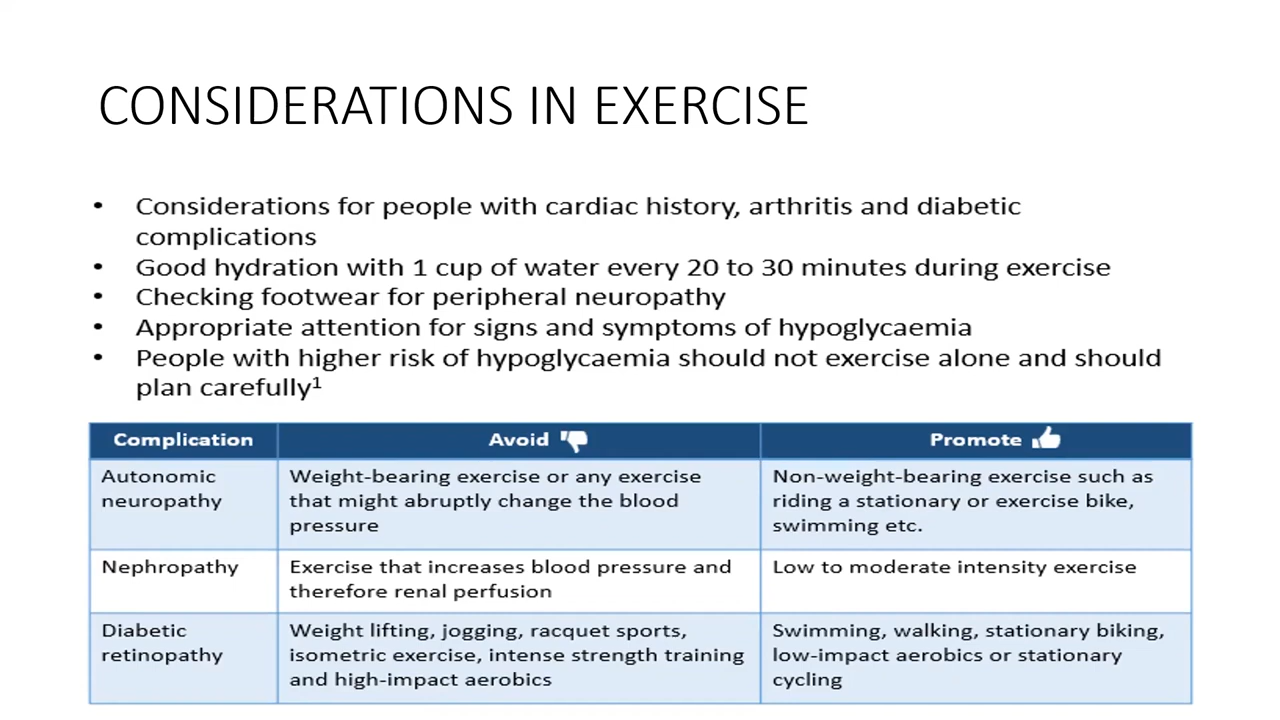 CONSIDERATIONS IN EXERCISE
• Considerations for people with cardiac history, arthritis and diabetic
complications
• Good hydration with 1 cup of water every 20 to 30 minutes during exercise
• Checking footwear for peripheral neuropathy
• Appropriate attention for signs and symptoms of hypoglycaemia
• People with higher risk of hypoglycaemia should not exercise alone and should
plan carefully¹
Complication Avoid Promote
Autonomic
neuropathy
Weight-bearing exercise or any exercise
that might abruptly change the blood
pressure
Non-weight-bearing exercise such as
riding a stationary or exercise bike,
swimming etc.
Nephropathy
Exercise that increases blood pressure and
therefore renal perfusion
Low to moderate intensity exercise
Diabetic
retinopathy
Weight lifting, jogging, racquet sports,
isometric exercise, intense strength training
and high-impact aerobics
Swimming, walking, stationary biking,
low-impact aerobics or stationary
cycling